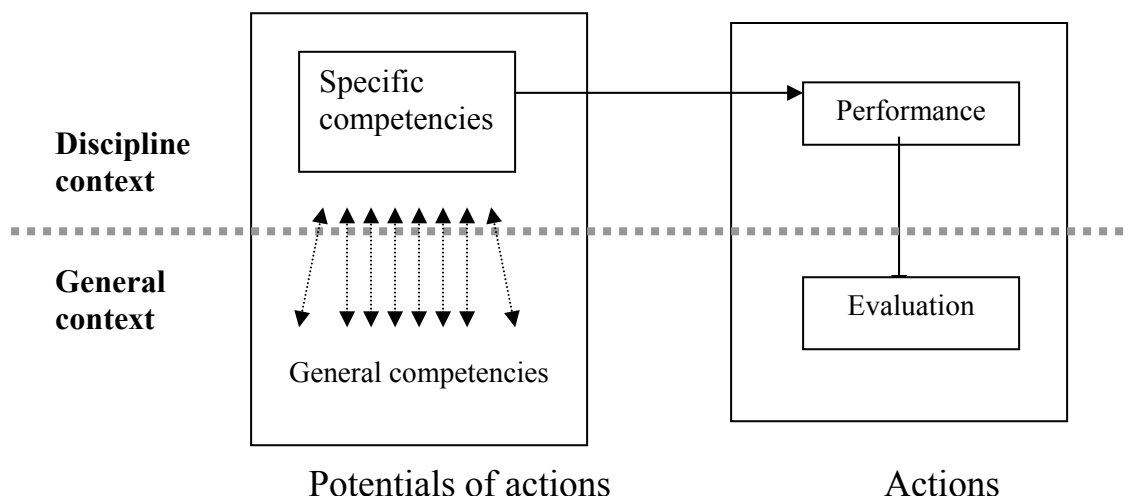 Specific
competencies
Performance
Discipline
context
General
context
Evaluation
General competencies
Potentials of actions
Actions